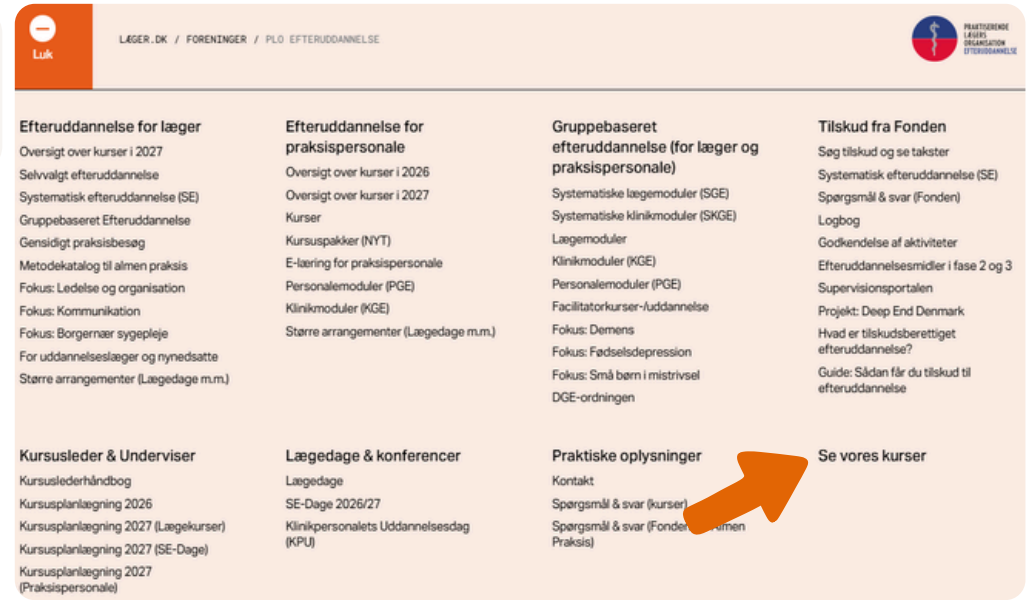 Luk
LÆGER.DK / FORENINGER / PLO EFTERUDDANNELSE
PRAKTISERENDE
LÆGERS
ORGANISATION
EFTERUDDANNELSE
Efteruddannelse for læger
Oversigt over kurser i 2027
Selvvalgt efteruddannelse
Systematisk efteruddannelse (SE)
Gruppebaseret Efteruddannelse
Gensidigt praksisbesøg
Metodekatalog til almen praksis
Fokus: Ledelse og organisation
Fokus: Kommunikation
Fokus: Borgernær sygepleje
For uddannelseslæger og nynedsatte
Større arrangementer (Lægedage m.m.)
Efteruddannelse for
praksispersonale
Oversigt over kurser i 2026
Oversigt over kurser i 2027
Kurser
Kursuspakker (NYT)
E-læring for praksispersonale
Personalemoduler (PGE)
Klinikmoduler (KGE)
Større arrangementer (Lægedage m.m.)
Gruppebaseret
efteruddannelse (for læger og
praksispersonale)
Systematiske lægemoduler (SGE)
Systematiske klinikmoduler (SKGE)
Lægemoduler
Klinikmoduler (KGE)
Personalemoduler (PGE)
Facilitatorkurser-/uddannelse
Fokus: Demens
Fokus: Fødselsdepression
Fokus: Små børn i mistrivsel
DGE-ordningen
Tilskud fra Fonden
Søg tilskud og se takster
Systematisk efteruddannelse (SE)
Spørgsmål & svar (Fonden)
Logbog
Godkendelse af aktiviteter
Efteruddannelsesmidler i fase 2 og 3
Supervisionsportalen
Projekt: Deep End Denmark
Hvad er tilskudsberettiget
efteruddannelse?
Guide: Sådan får du tilskud til
efteruddannelse
Kursusleder & Underviser
Kursuslederhåndbog
Kursusplanlægning 2026
Kursusplanlægning 2027 (Lægekurser)
Kursusplanlægning 2027 (SE-Dage)
Kursusplanlægning 2027
(Praksispersonale)
Lægedage & konferencer
Lægedage
SE-Dage 2026/27
Klinikpersonalets Uddannelsesdag
(KPU)
Praktiske oplysninger
Kontakt
Spørgsmål & svar (kurser)
Spørgsmål & svar (Fonden Almen
Praksis)
Se vores kurser